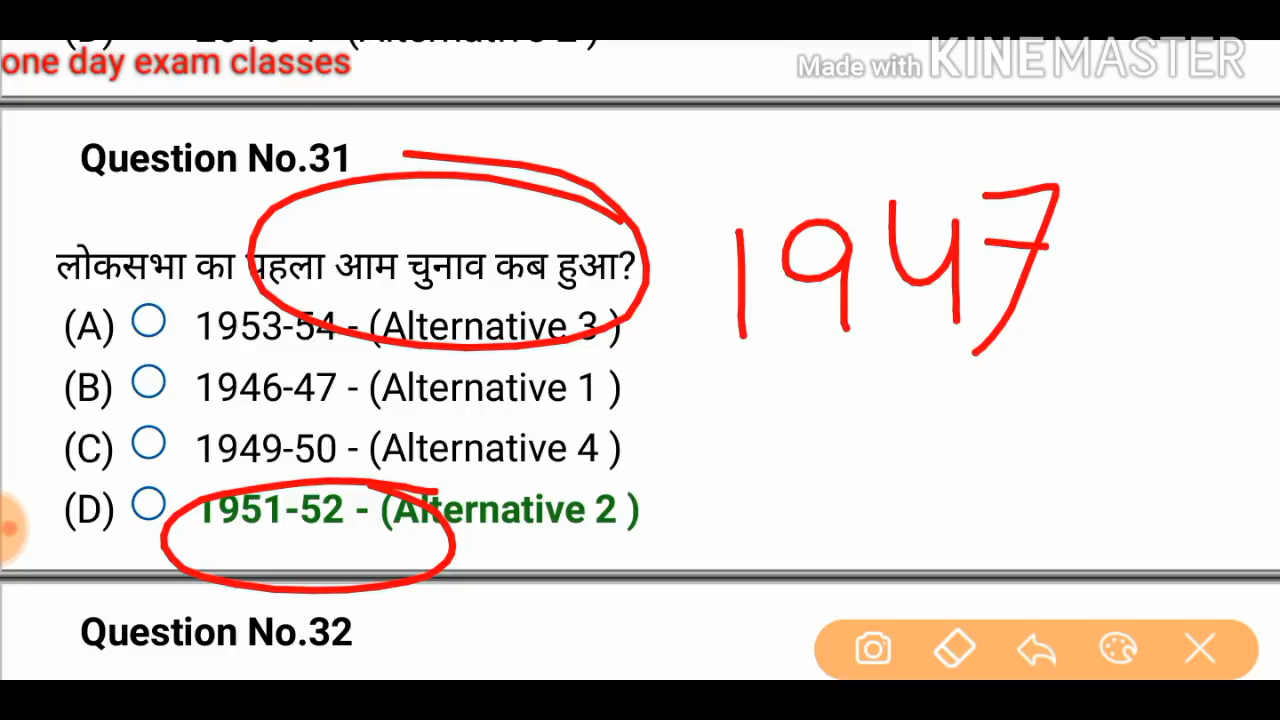 one day exam classes
Made with KINEMASTER
Question No.31
लोकसभा का पहला आम चुनाव कब हुआ?
1947
(A) 1953-54 - (Alternative 3 )
(B) 1946-47 - (Alternative 1 )
(C) 1949-50 - (Alternative 4 )
(D) 1951-52 - (Alternative 2 )
Question No.32